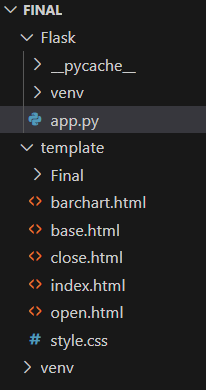 FINAL
Flask
__pycache__
venv
app.py
template
Final
barchart.html
base.html
close.html
index.html
open.html
style.css
venv